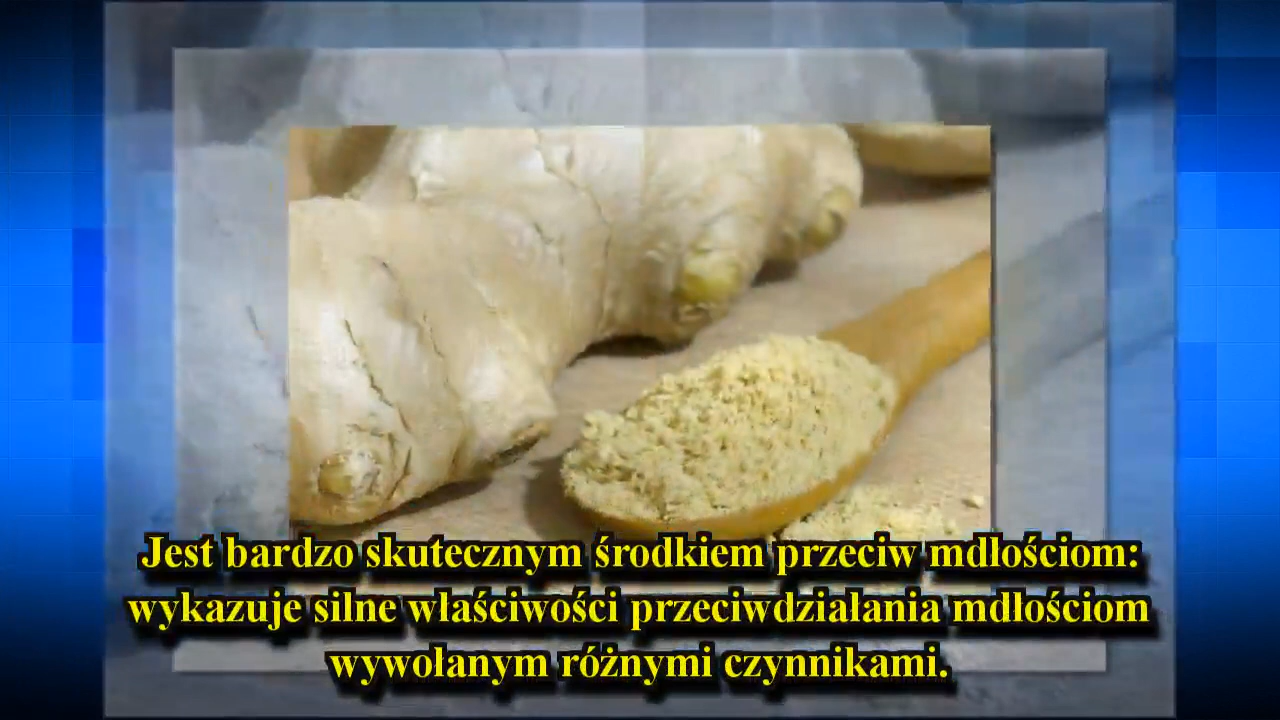 Jest bardzo skutecznym środkiem przeciw mdłościom:
wykazuje silne właściwości przeciwdziałania mdłościom
wywołanym różnymi czynnikami.